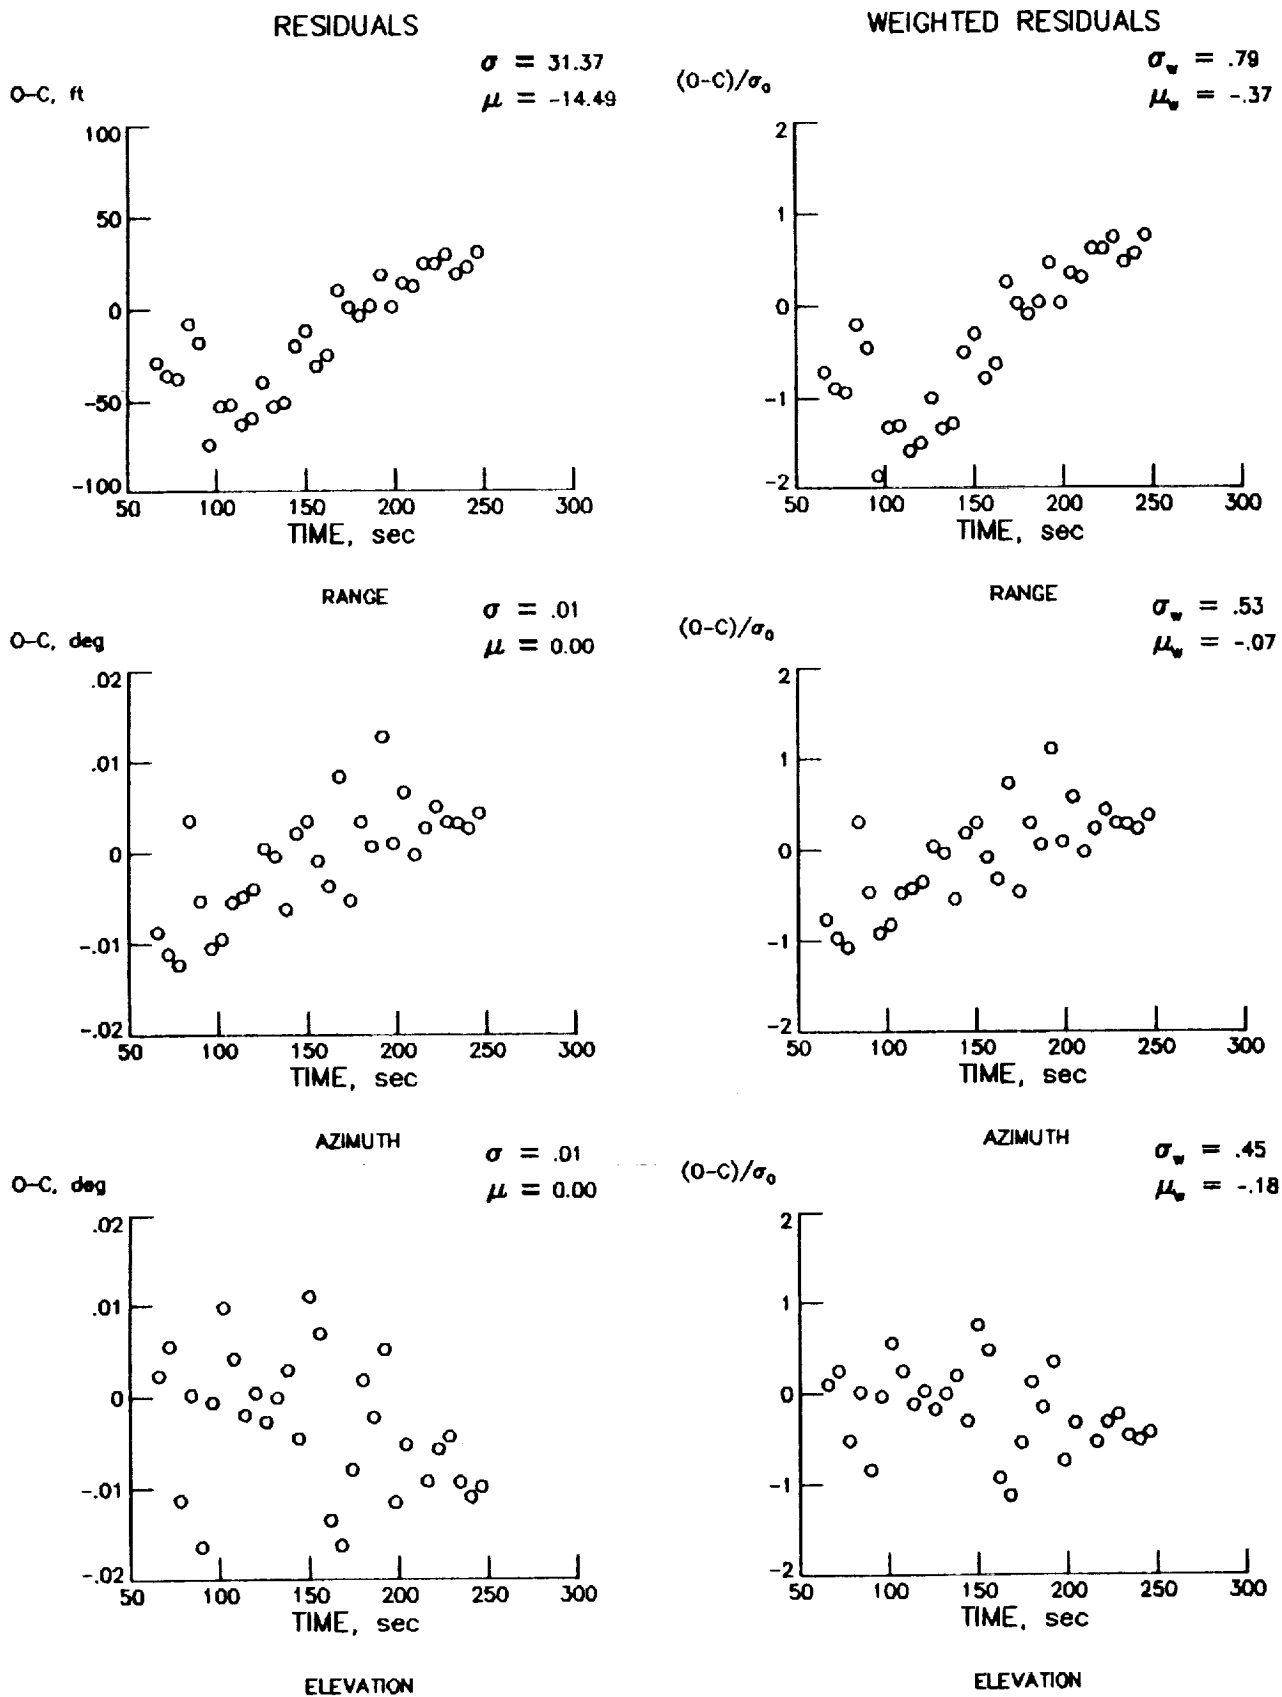 RESIDUALS
σ = 31.37
μ = -14.49
O-C, ft
100
50
0
-50
-100
50 100 150 200 250 300
TIME, sec
RANGE
WEIGHTED RESIDUALS
σw = .79
μw = -.37
(O-C)/σ0
2
1
0
-1
-2
50 100 150 200 250 300
TIME, sec
RANGE
σ = .01
μ = 0.00
O-C, deg
.02
.01
0
-.01
-.02
50 100 150 200 250 300
TIME, sec
AZIMUTH
σw = .53
μw = -.07
(O-C)/σ0
2
1
0
-1
-2
50 100 150 200 250 300
TIME, sec
AZIMUTH
σ = .01
μ = 0.00
O-C, deg
.02
.01
0
-.01
-.02
50 100 150 200 250 300
TIME, sec
ELEVATION
σw = .45
μw = -.18
(O-C)/σ0
2
1
0
-1
-2
50 100 150 200 250 300
TIME, sec
ELEVATION